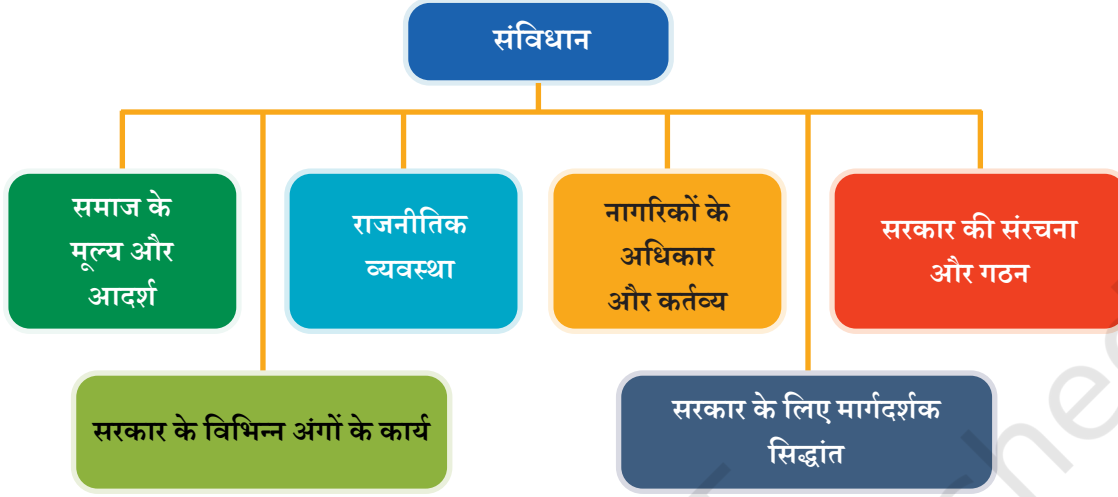 संविधान
समाज के
मूल्य और
आदर्श
राजनीतिक
व्यवस्था
नागरिकों के
अधिकार
और कर्तव्य
सरकार की संरचना
और गठन
सरकार के विभिन्न अंगों के कार्य
सरकार के लिए मार्गदर्शक
सिद्धांत